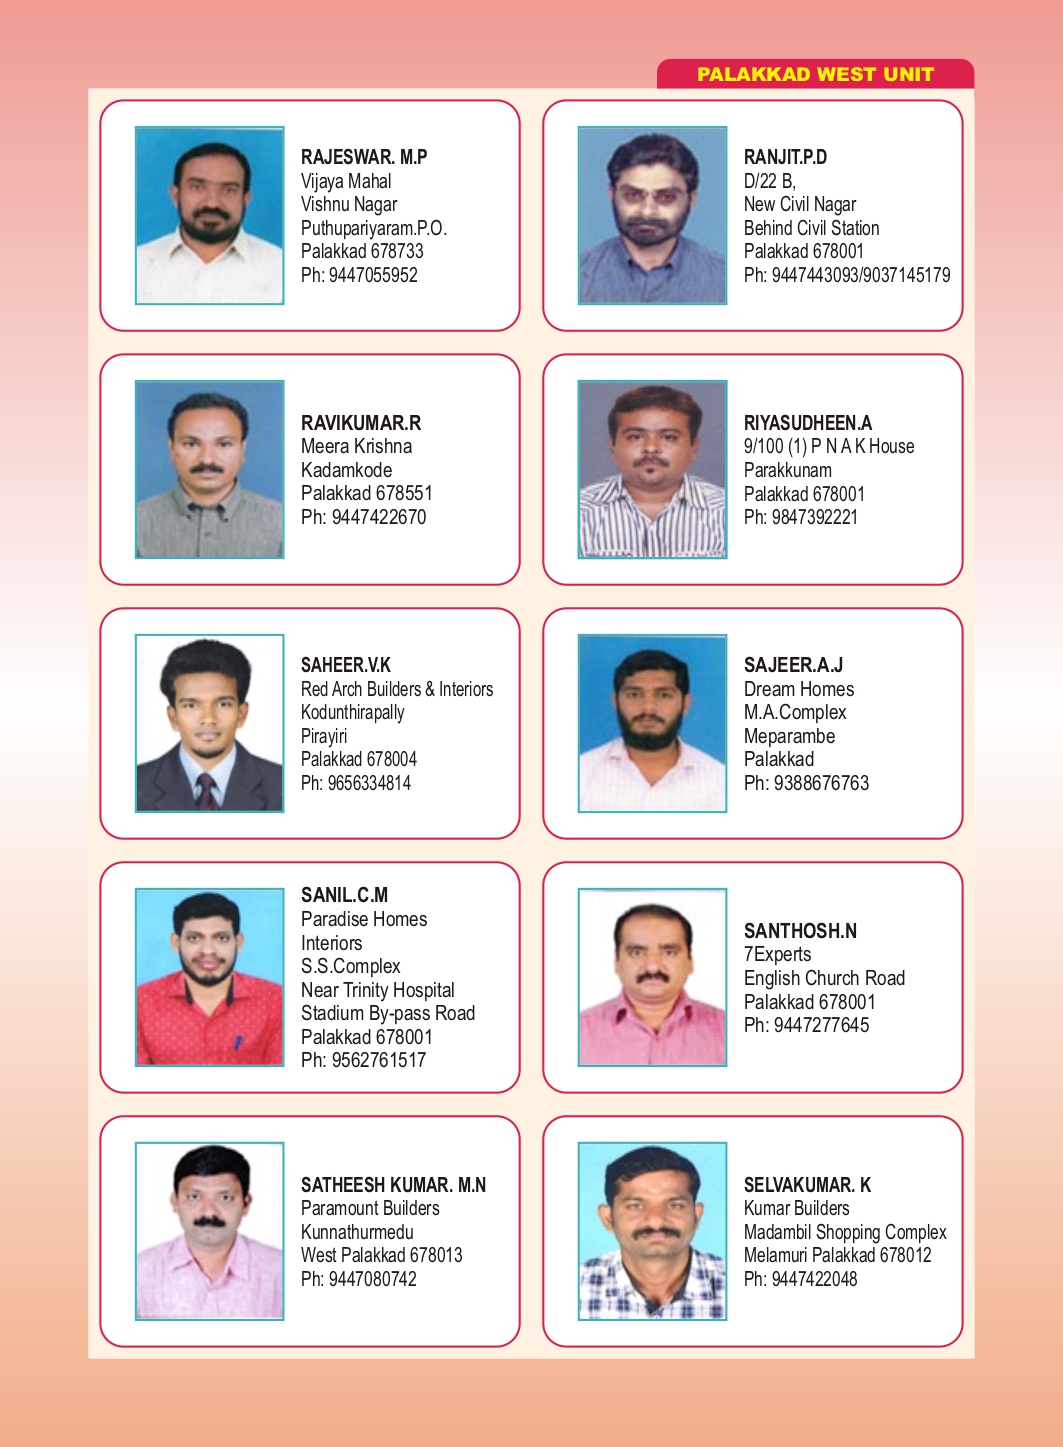 PALAKKAD WEST UNIT
RAJESWAR. M.P
Vijaya Mahal
Vishnu Nagar
Puthupariyaram.P.O.
Palakkad 678733
Ph: 9447055952
RANJIT.P.D
D/22 B,
New Civil Nagar
Behind Civil Station
Palakkad 678001
Ph: 9447443093/9037145179
RAVIKUMAR.R
Meera Krishna
Kadamkode
Palakkad 678551
Ph: 9447422670
RIYASUDHEEN.A
9/100 (1) P N A K House
Parakkunam
Palakkad 678001
Ph: 9847392221
SAHEER.V.K
Red Arch Builders & Interiors
Kodunthirapally
Pirayiri
Palakkad 678004
Ph: 9656334814
SAJEER.A.J
Dream Homes
M.A.Complex
Meparambe
Palakkad
Ph: 9388676763
SANIL.C.M
Paradise Homes
Interiors
S.S.Complex
Near Trinity Hospital
Stadium By-pass Road
Palakkad 678001
Ph: 9562761517
SANTHOSH.N
7Experts
English Church Road
Palakkad 678001
Ph: 9447277645
SATHEESH KUMAR. M.N
Paramount Builders
Kunnathurmedu
West Palakkad 678013
Ph: 9447080742
SELVAKUMAR. K
Kumar Builders
Madambil Shopping Complex
Melamuri Palakkad 678012
Ph: 9447422048